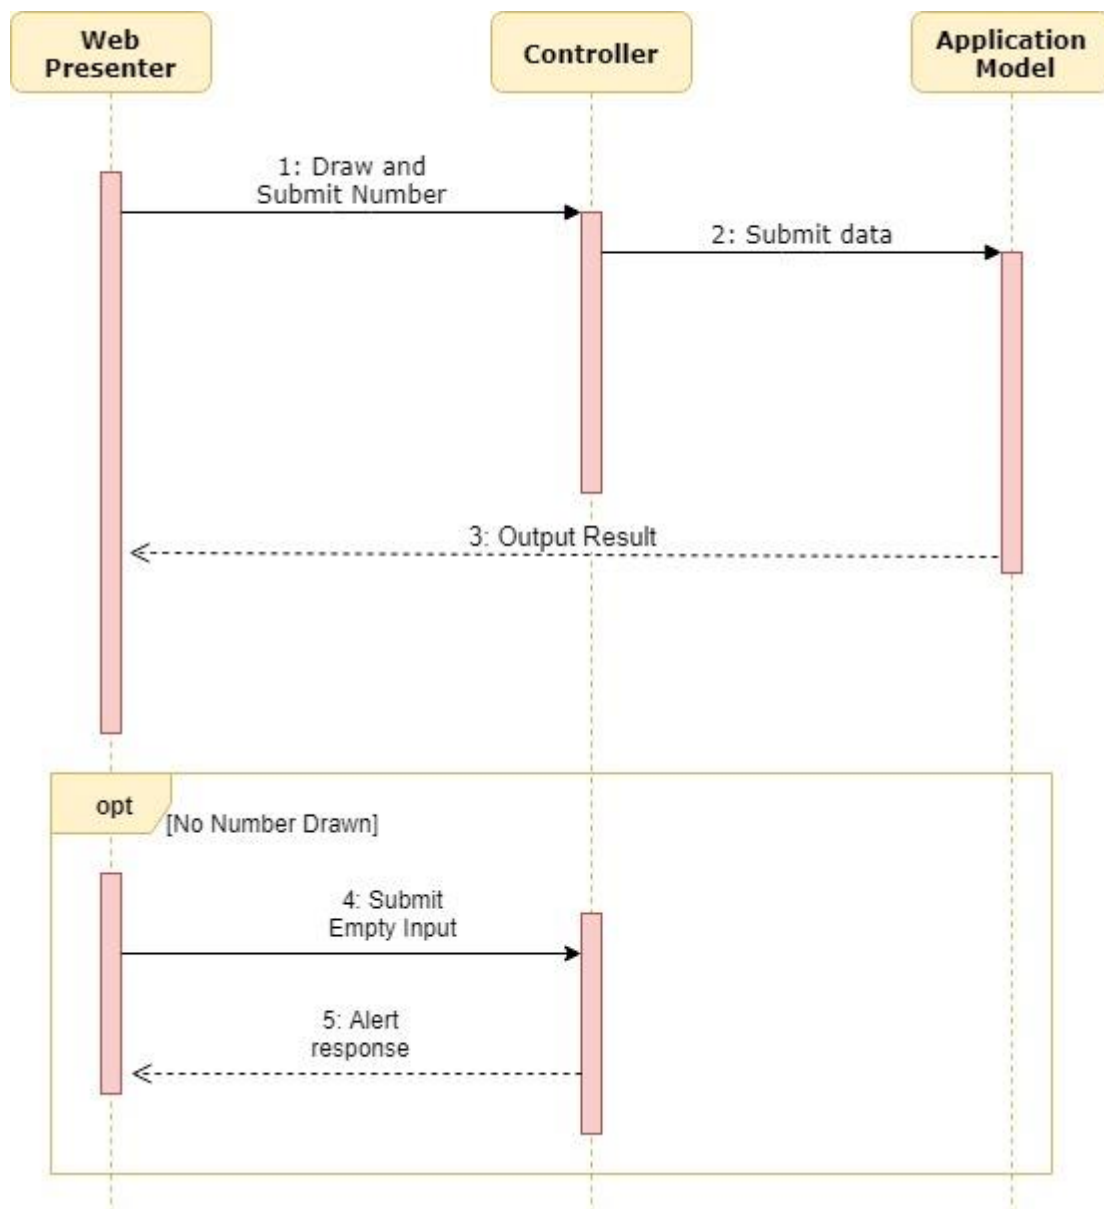 Web
Presenter
Controller
Application
Model
1: Draw and
Submit Number
2: Submit data
3: Output Result
opt
[No Number Drawn]
4: Submit
Empty Input
5: Alert
response